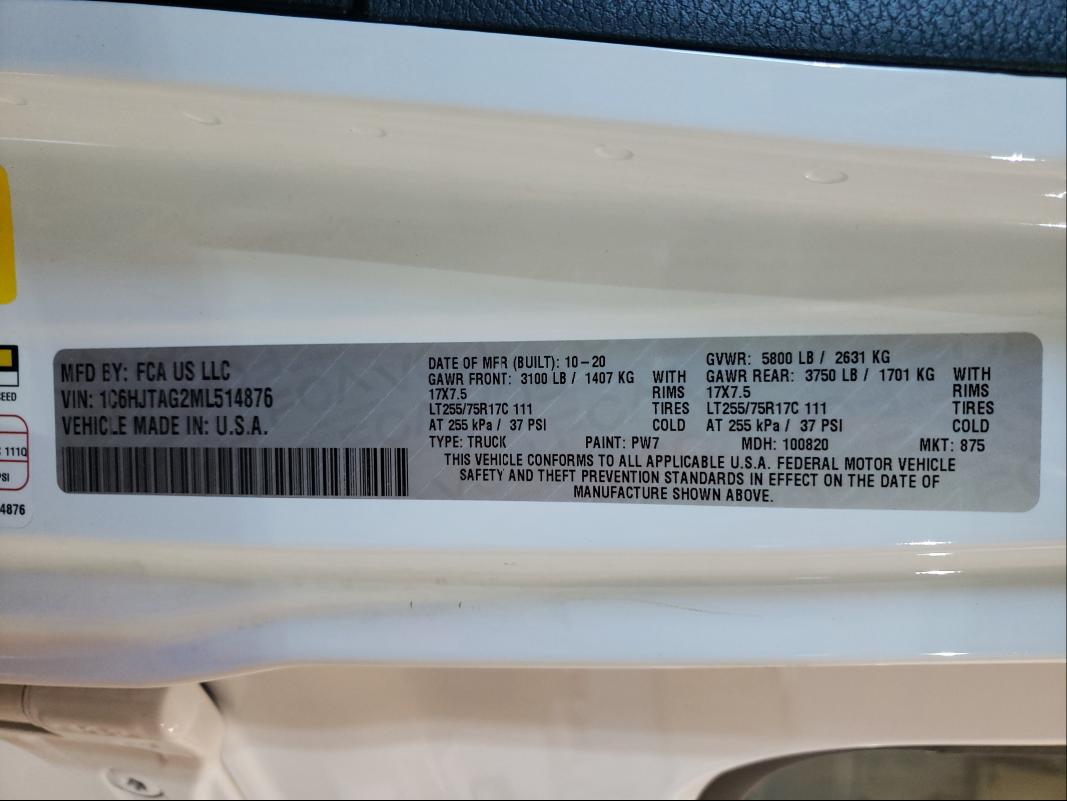 MFD BY: FCA US LLC
VIN: 1C6HJTAG2ML514876
VEHICLE MADE IN: U.S.A.
DATE OF MFR (BUILT): 10-20
GAWR FRONT: 3100 LB / 1407 KG WITH
17X7.5 RIMS
LT255/75R17C 111 TIRES
AT 255 kPa / 37 PSI COLD
GVWR: 5800 LB / 2631 KG
GAWR REAR: 3750 LB / 1701 KG WITH
17X7.5 RIMS
LT255/75R17C 111 TIRES
AT 255 kPa / 37 PSI COLD
TYPE: TRUCK PAINT: PW7 MDH: 100820 MKT: 875
THIS VEHICLE CONFORMS TO ALL APPLICABLE U.S.A. FEDERAL MOTOR VEHICLE
SAFETY AND THEFT PREVENTION STANDARDS IN EFFECT ON THE DATE OF
MANUFACTURE SHOWN ABOVE.
4876